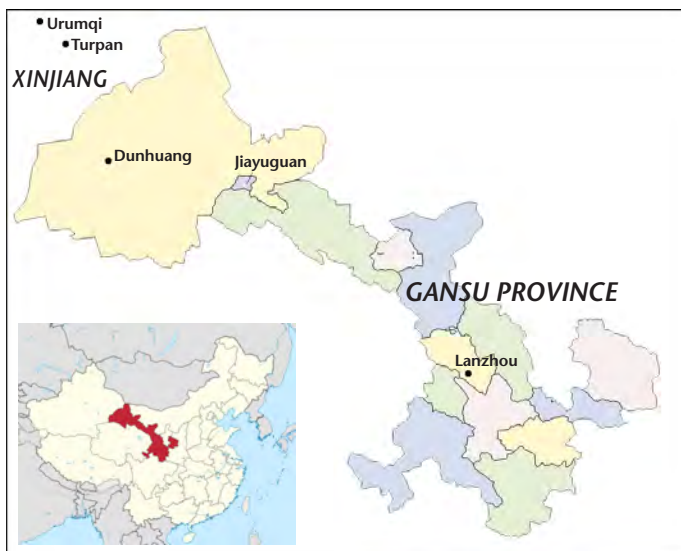 Urumqi
Turpan
XINJIANG
Dunhuang
Jiayuguan
GANSU PROVINCE
Lanzhou